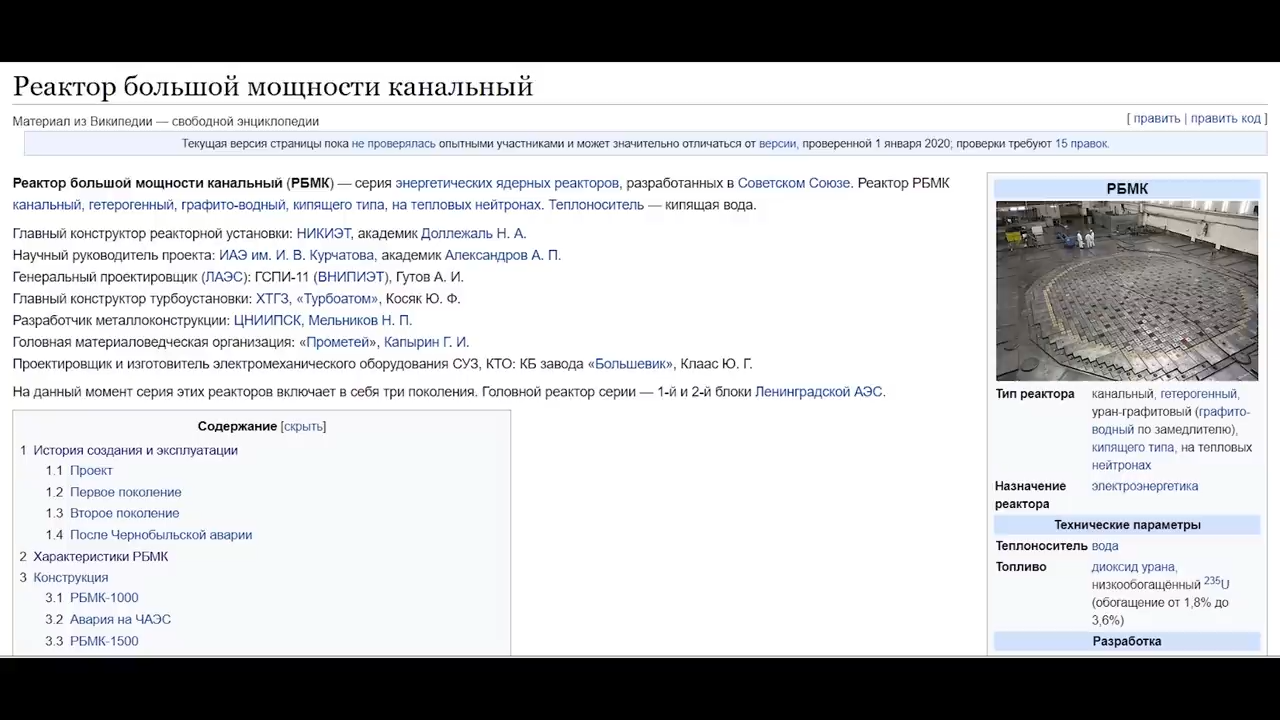 Реактор большой мощности канальный
Материал из Википедии — свободной энциклопедии
[ править | править код ]
Текущая версия страницы пока не проверялась опытными участниками и может значительно отличаться от версии, проверенной 1 января 2020; проверки требуют 15 правок.
Реактор большой мощности канальный (РБМК) — серия энергетических ядерных реакторов, разработанных в Советском Союзе. Реактор РБМК
канальный, гетерогенный, графито-водный, кипящего типа, на тепловых нейтронах. Теплоноситель — кипящая вода.
Главный конструктор реакторной установки: НИКИЭТ, академик Доллежаль Н. А.
Научный руководитель проекта: ИАЭ им. И. В. Курчатова, академик Александров А. П.
Генеральный проектировщик (ЛАЭС): ГСПИ-11 (ВНИПИЭТ), Гутов А. И.
Главный конструктор турбоустановки: ХТГЗ, «Турбоатом», Косяк Ю. Ф.
Разработчик металлоконструкции: ЦНИИПСК, Мельников Н. П.
Головная материаловедческая организация: «Прометей», Капырин Г. И.
Проектировщик и изготовитель электромеханического оборудования СУЗ, КТО: КБ завода «Большевик», Клаас Ю. Г.
На данный момент серия этих реакторов включает в себя три поколения. Головной реактор серии — 1-й и 2-й блоки Ленинградской АЭС.
Содержание [скрыть]
1 История создания и эксплуатации
1.1 Проект
1.2 Первое поколение
1.3 Второе поколение
1.4 После Чернобыльской аварии
2 Характеристики РБМК
3 Конструкция
3.1 РБМК-1000
3.2 Авария на ЧАЭС
3.3 РБМК-1500
РБМК
Тип реактора канальный, гетерогенный,
уран-графитовый (графито-
водный по замедлителю),
кипящего типа, на тепловых
нейтронах
Назначение электроэнергетика
реактора
Технические параметры
Теплоноситель вода
Топливо диоксид урана,
низкообогащённый 235U
(обогащение от 1,8% до
3,6%)
Разработка